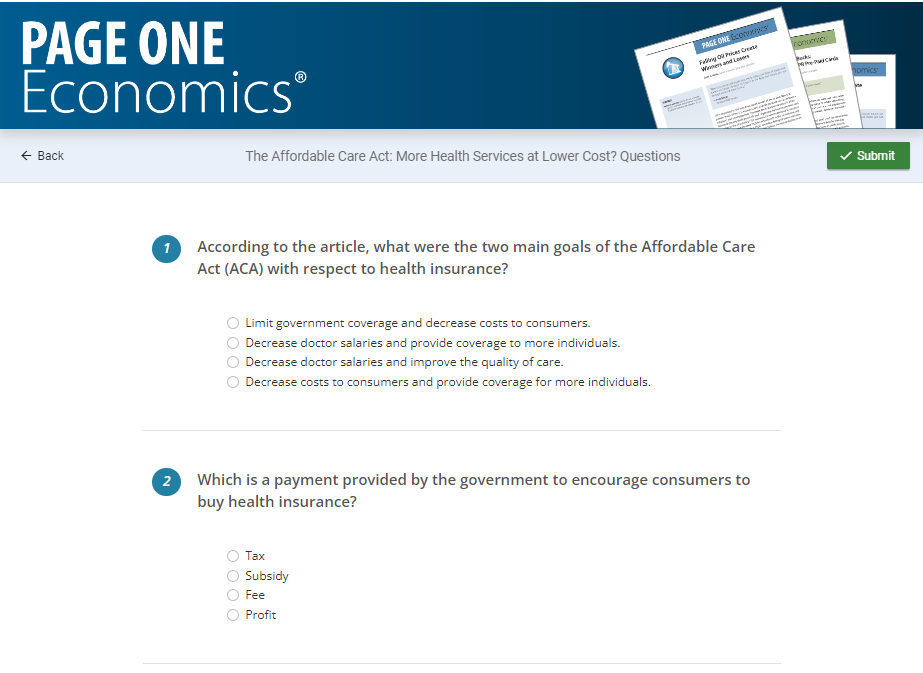 PAGE ONE
Economics®
PAGE ONE Economics
Falling Oil Prices Create
Winners and Losers
← Back
The Affordable Care Act: More Health Services at Lower Cost? Questions
✓ Submit
1
According to the article, what were the two main goals of the Affordable Care
Act (ACA) with respect to health insurance?
Limit government coverage and decrease costs to consumers.
Decrease doctor salaries and provide coverage to more individuals.
Decrease doctor salaries and improve the quality of care.
Decrease costs to consumers and provide coverage for more individuals.
2
Which is a payment provided by the government to encourage consumers to
buy health insurance?
Tax
Subsidy
Fee
Profit